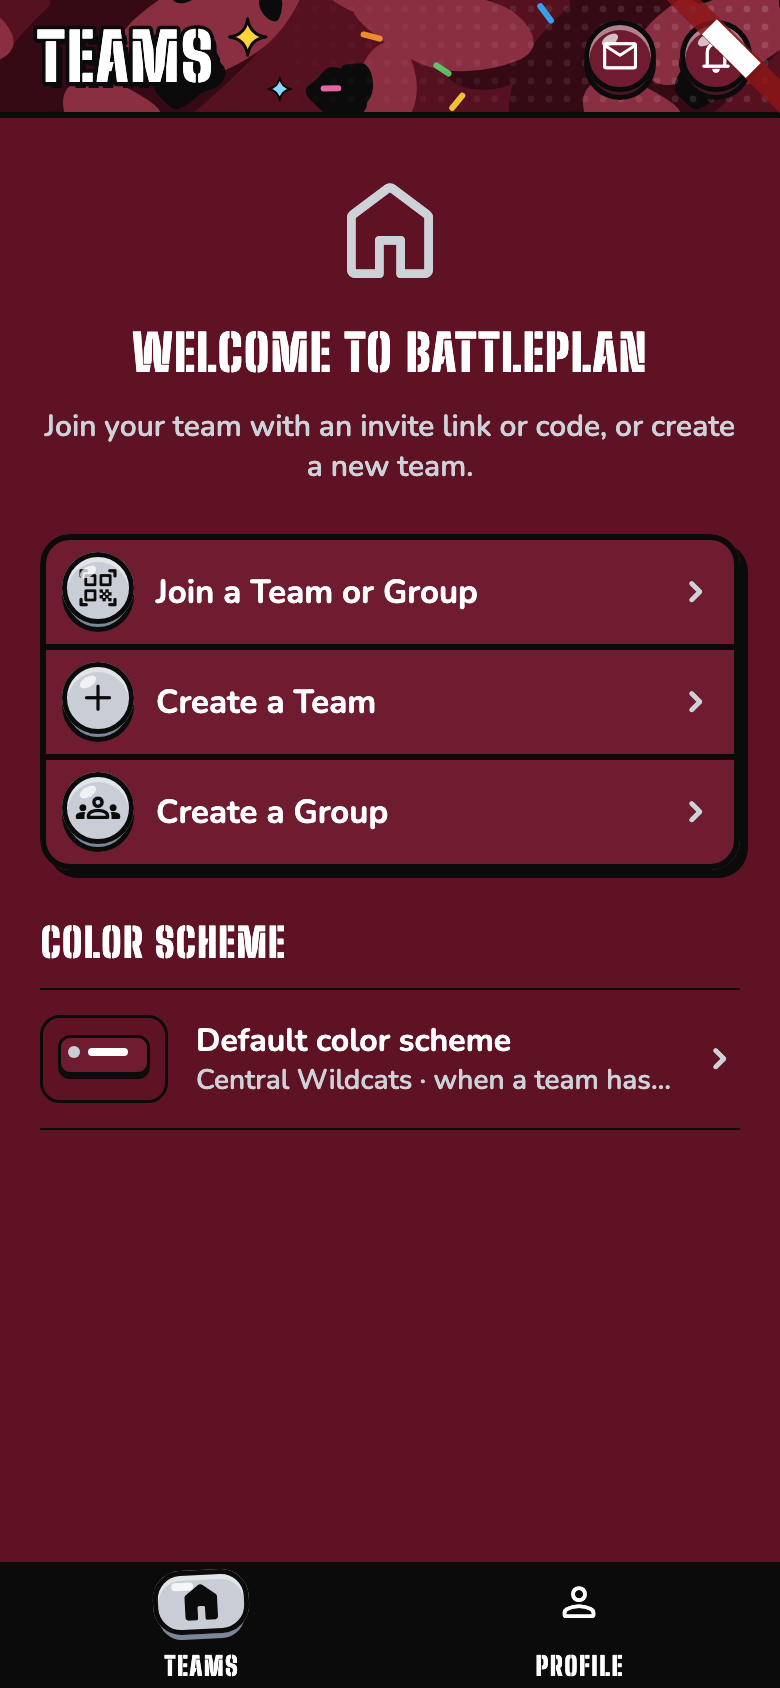 TEAMS
WELCOME TO BATTLEPLAN
Join your team with an invite link or code, or create
a new team.
Join a Team or Group
Create a Team
Create a Group
COLOR SCHEME
Default color scheme
Central Wildcats · when a team has...
TEAMS
PROFILE